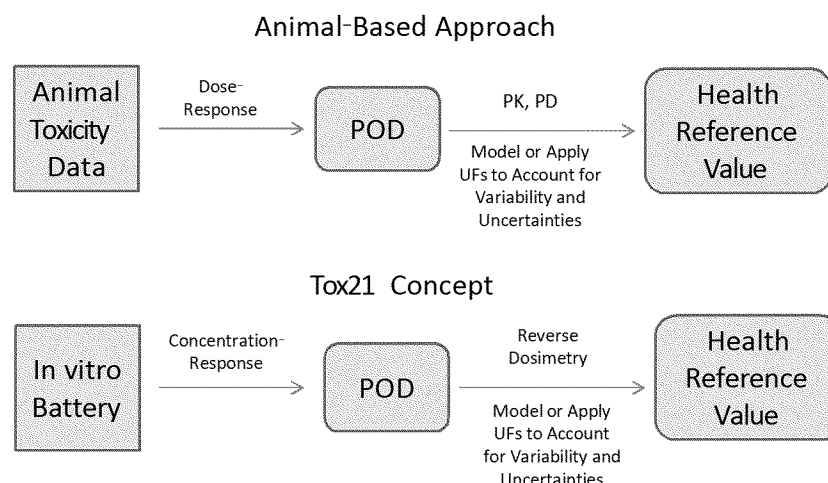 Animal-Based Approach
Animal
Toxicity
Data
Dose-
Response
POD
PK, PD
Model or Apply
UFs to Account for
Variability and
Uncertainties
Health
Reference
Value
Tox21 Concept
In vitro
Battery
Concentration-
Response
POD
Reverse
Dosimetry
Model or Apply
UFs to Account
for Variability and
Uncertainties
Health
Reference
Value